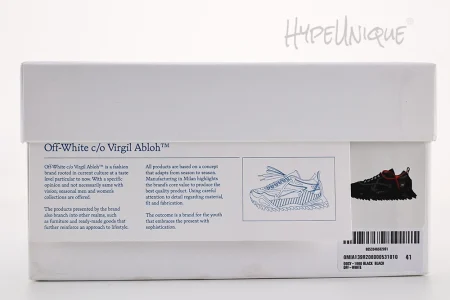 HYPEUNIQUE
Off-White c/o Virgil Abloh™
Off-White c/o Virgil Abloh™ is a fashion
brand rooted in current culture at a taste
level particular to now. With a specific
opinion and not necessarily same with
vision, seasonal men and women's
collections are offered.
The products presented by the brand
also branch into other realms, such
as furniture and ready-made goods that
further reinforce an approach to lifestyle.
All products are based on a concept
that adapts from season to season.
Manufacturing in Milan highlights
the brand's core value to produce the
best quality product. Using careful
attention to detail regarding material,
fit and fabrication.
The outcome is a brand for the youth
that embraces the present with
sophistication.
41
BLACK BLACK
OFF-WHITE